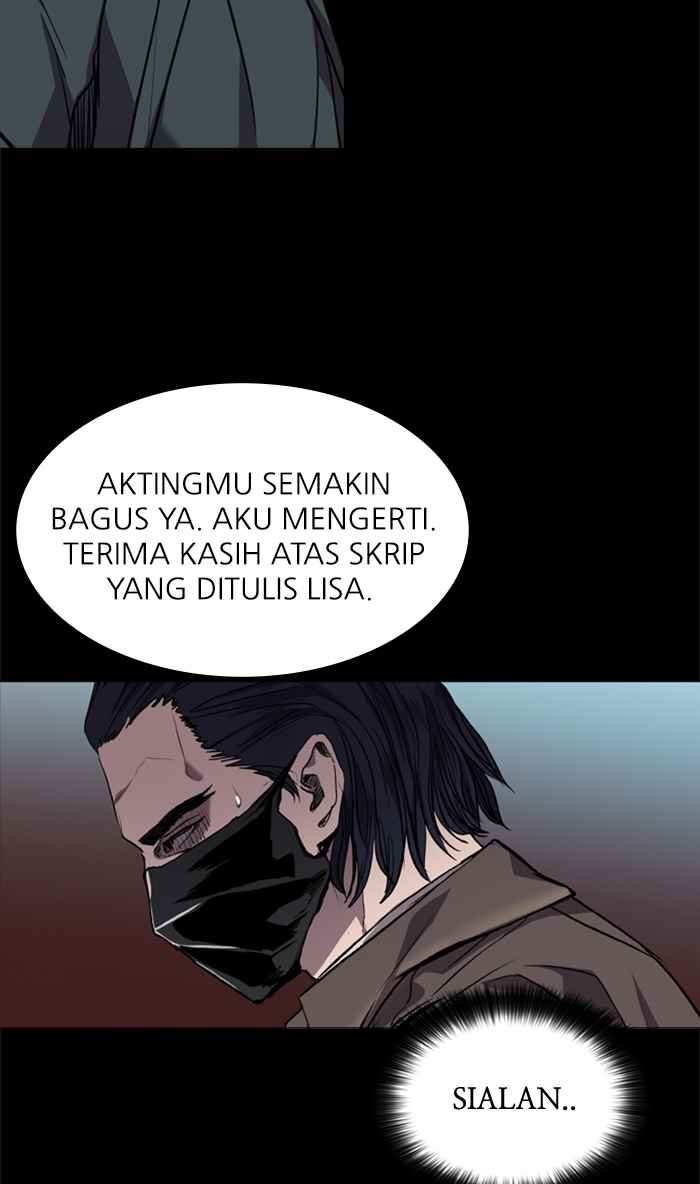 AKTINGMU SEMAKIN
BAGUS YA. AKU MENGERTI.
TERIMA KASIH ATAS SKRIP
YANG DITULIS LISA.
SIALAN..